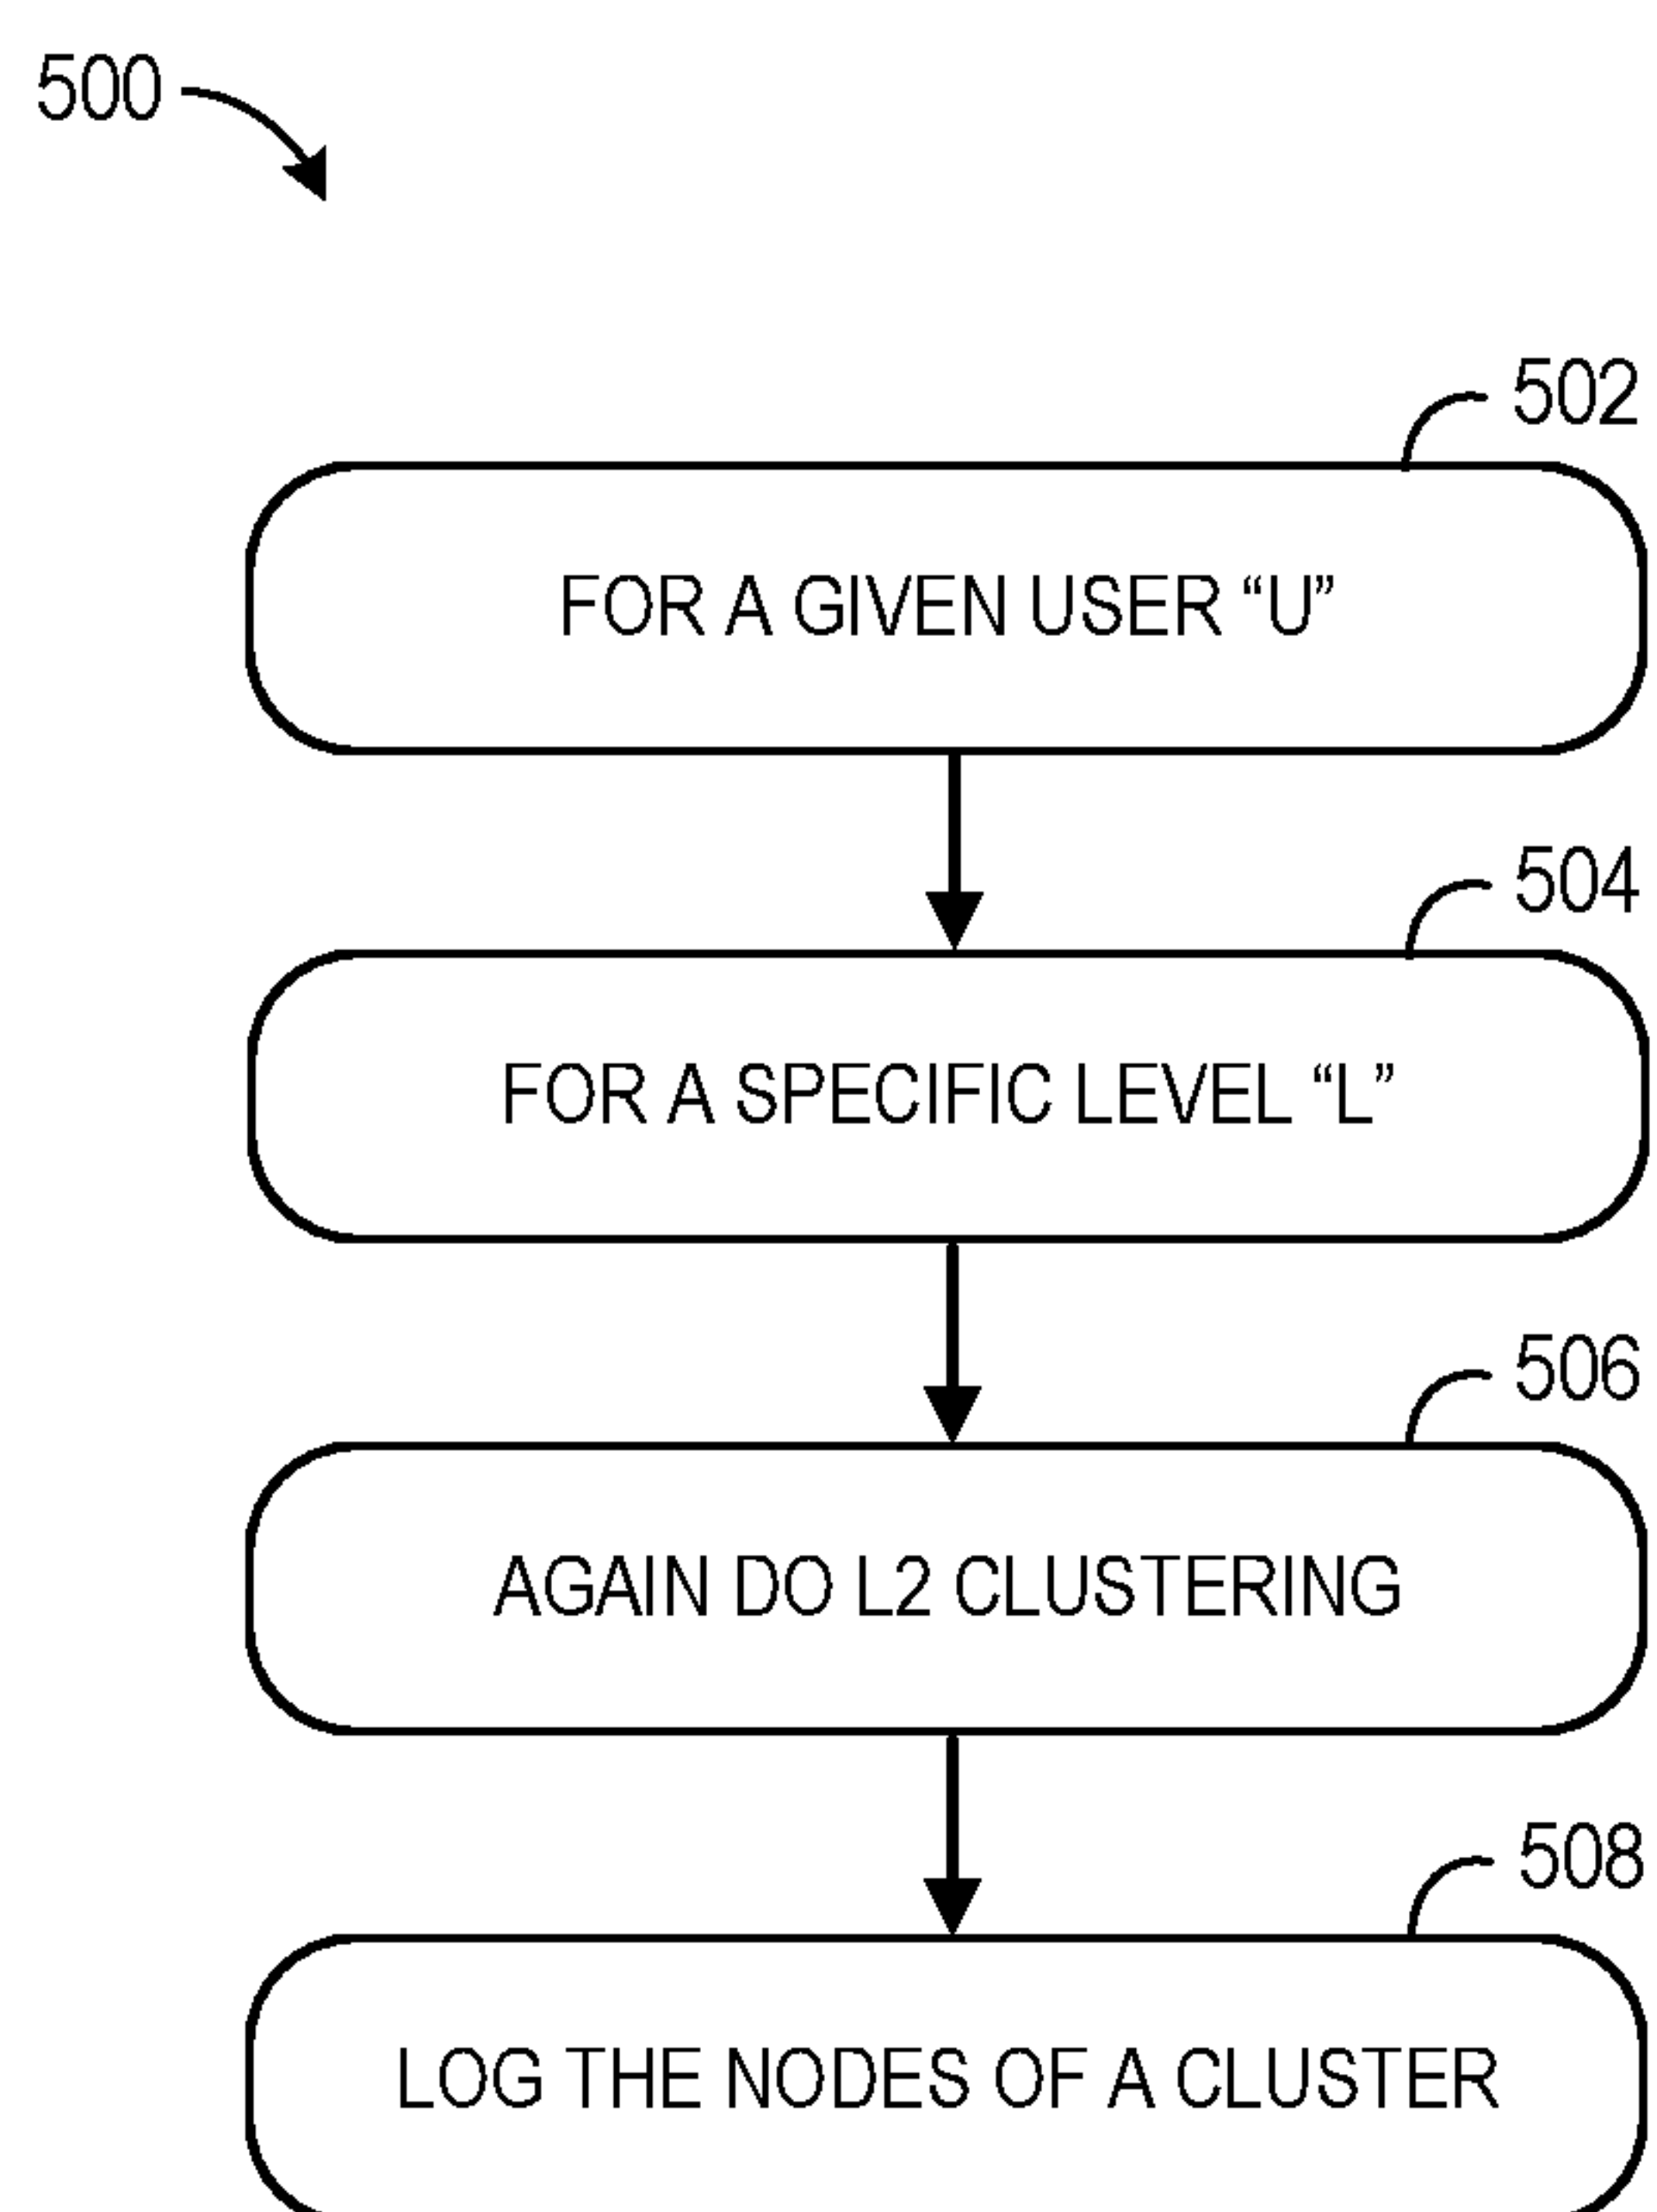 500
502
FOR A GIVEN USER “U”
504
FOR A SPECIFIC LEVEL “L”
506
AGAIN DO L2 CLUSTERING
508
LOG THE NODES OF A CLUSTER